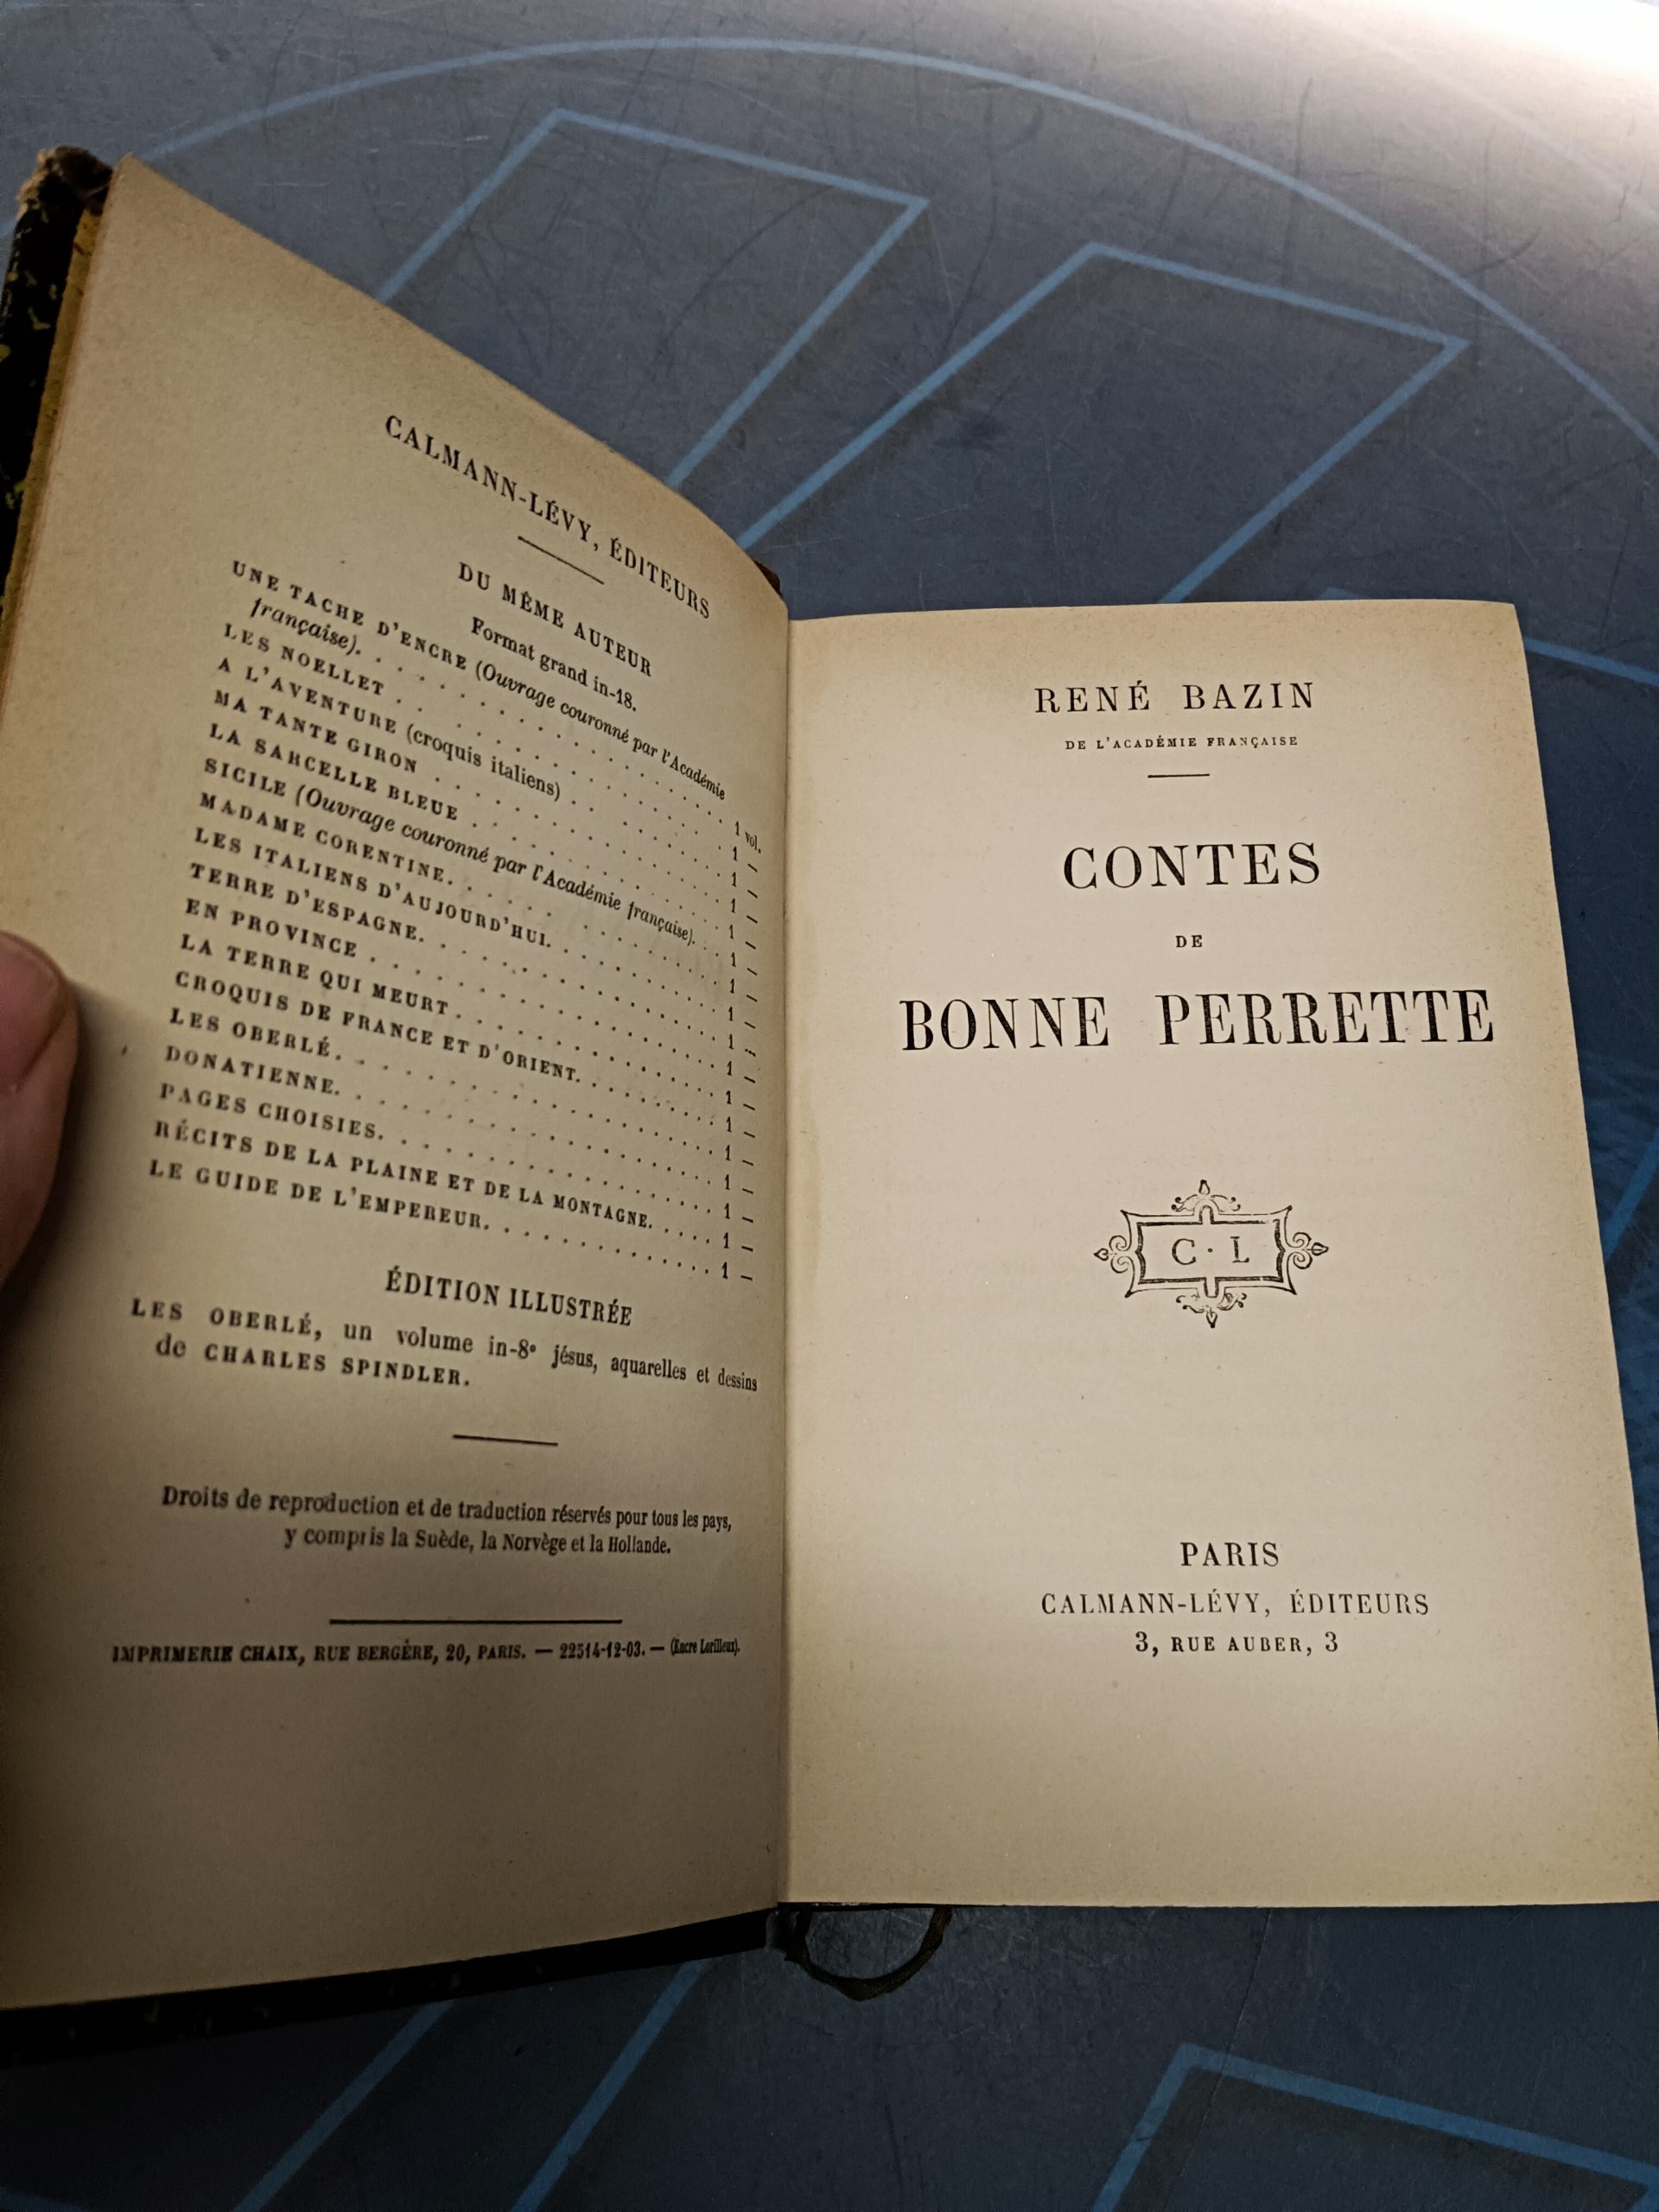 CALMANN-LÉVY, ÉDITEURS
DU MÊME AUTEUR
Format grand in-18.
UNE TACHE D'ENCRE (Ouvrage couronné par l'Académie
française). . . . . . . . . . . . . . 1 vol.
LES NOELLET . . . . . . . . . . . . . 1 —
A L'AVENTURE (croquis italiens) . . . . . . . 1 —
MA TANTE GIRON . . . . . . . . . . . . 1 —
LA SARCELLE BLEUE . . . . . . . . . . . 1 —
SICILE (Ouvrage couronné par l'Académie française). . 1 —
MADAME CORENTINE. . . . . . . . . . . . 1 —
LES ITALIENS D'AUJOURD'HUI. . . . . . . . . 1 —
TERRE D'ESPAGNE. . . . . . . . . . . . . 1 —
EN PROVINCE . . . . . . . . . . . . . . 1 —
LA TERRE QUI MEURT . . . . . . . . . . . 1 —
CROQUIS DE FRANCE ET D'ORIENT. . . . . . . . 1 —
LES OBERLÉ. . . . . . . . . . . . . . . 1 —
DONATIENNE. . . . . . . . . . . . . . . 1 —
PAGES CHOISIES. . . . . . . . . . . . . . 1 —
RÉCITS DE LA PLAINE ET DE LA MONTAGNE. . . . . 1 —
LE GUIDE DE L'EMPEREUR. . . . . . . . . . . 1 —
ÉDITION ILLUSTRÉE
LES OBERLÉ, un volume in-8° jésus, aquarelles et dessins
de CHARLES SPINDLER.
Droits de reproduction et de traduction réservés pour tous les pays,
y compris la Suède, la Norvège et la Hollande.
IMPRIMERIE CHAIX, RUE BERGÈRE, 20, PARIS. — 22514-12-03. — (Encre Lorilleux).
RENÉ BAZIN
DE L'ACADÉMIE FRANÇAISE
CONTES
DE
BONNE PERRETTE
C · L
PARIS
CALMANN-LÉVY, ÉDITEURS
3, RUE AUBER, 3